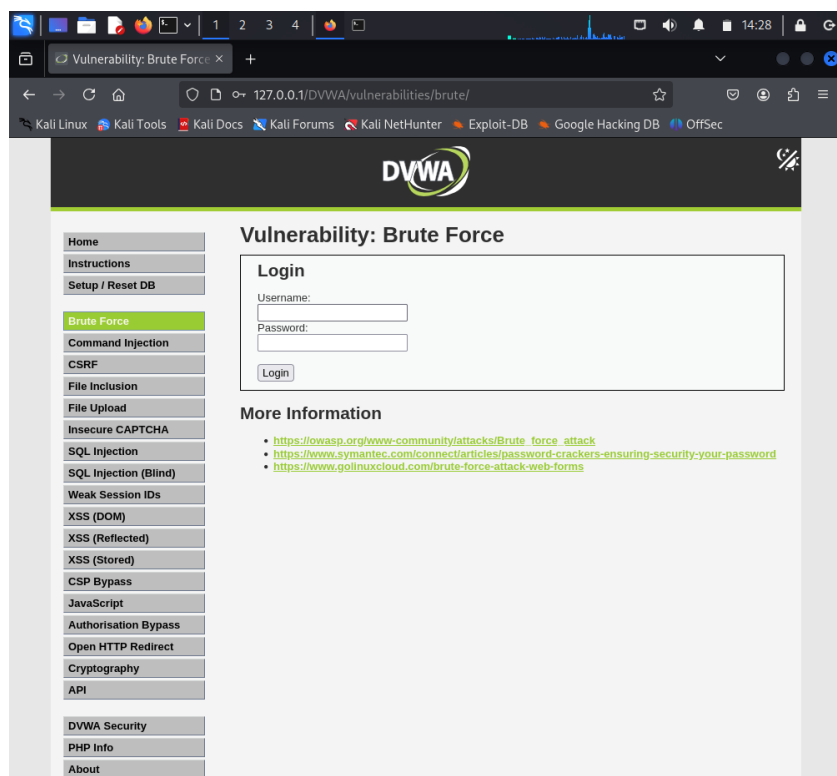 1 2 3 4 14:28
Vulnerability: Brute Force
127.0.0.1/DVWA/vulnerabilities/brute/
Kali Linux Kali Tools Kali Docs Kali Forums Kali NetHunter Exploit-DB Google Hacking DB OffSec
DVWA
Home
Instructions
Setup / Reset DB
Brute Force
Command Injection
CSRF
File Inclusion
File Upload
Insecure CAPTCHA
SQL Injection
SQL Injection (Blind)
Weak Session IDs
XSS (DOM)
XSS (Reflected)
XSS (Stored)
CSP Bypass
JavaScript
Authorisation Bypass
Open HTTP Redirect
Cryptography
API
DVWA Security
PHP Info
About
Vulnerability: Brute Force
Login
Username:
Password:
Login
More Information
https://owasp.org/www-community/attacks/Brute_force_attack
https://www.symantec.com/connect/articles/password-crackers-ensuring-security-your-password
https://www.golinuxcloud.com/brute-force-attack-web-forms